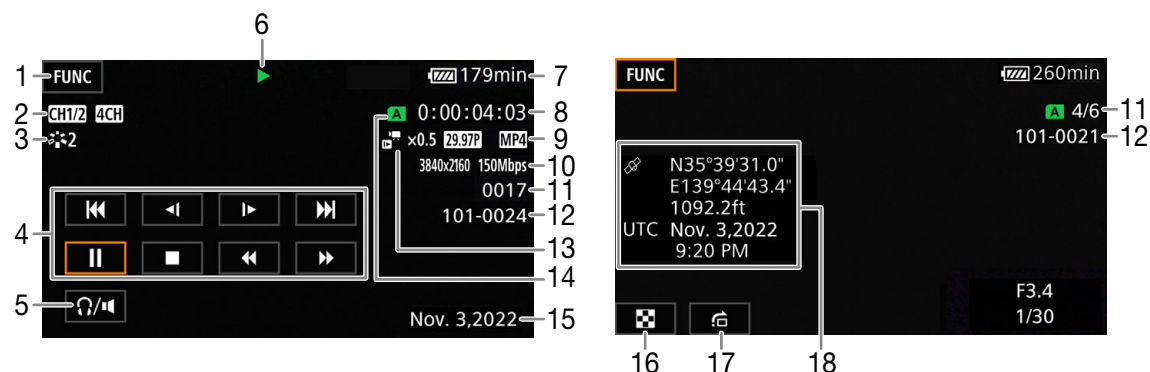 6
1 FUNC 179min 7
2 CH1/2 4CH A 0:00:04:03 8
3 2 ×0.5 29.97P MP4 9
3840x2160 150Mbps 10
0017 11
101-0024 12
4
13
14
5
Nov. 3,2022 15
FUNC 260min
A 4/6 11
101-0021 12
N35°39'31.0"
E139°44'43.4"
1092.2ft
UTC Nov. 3,2022
9:20 PM
F3.4
1/30
16 17 18